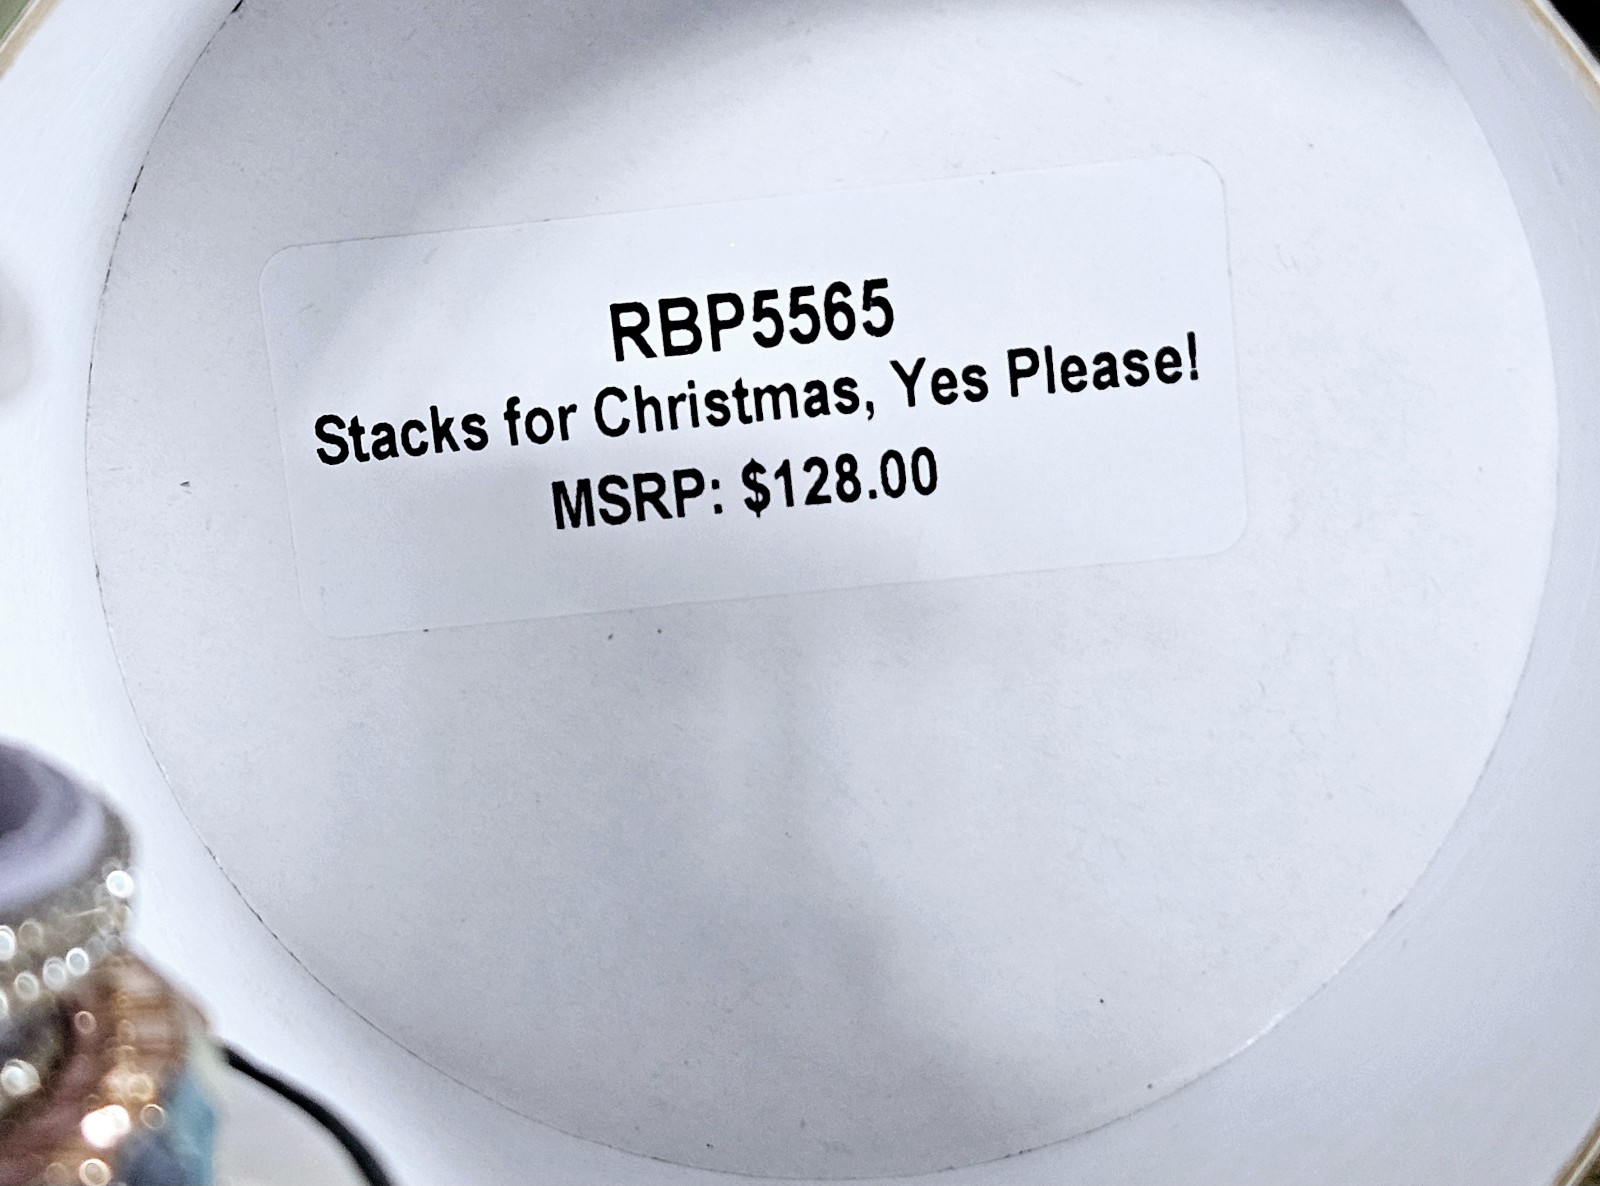 RBP5565
Stacks for Christmas, Yes Please!
MSRP: $128.00